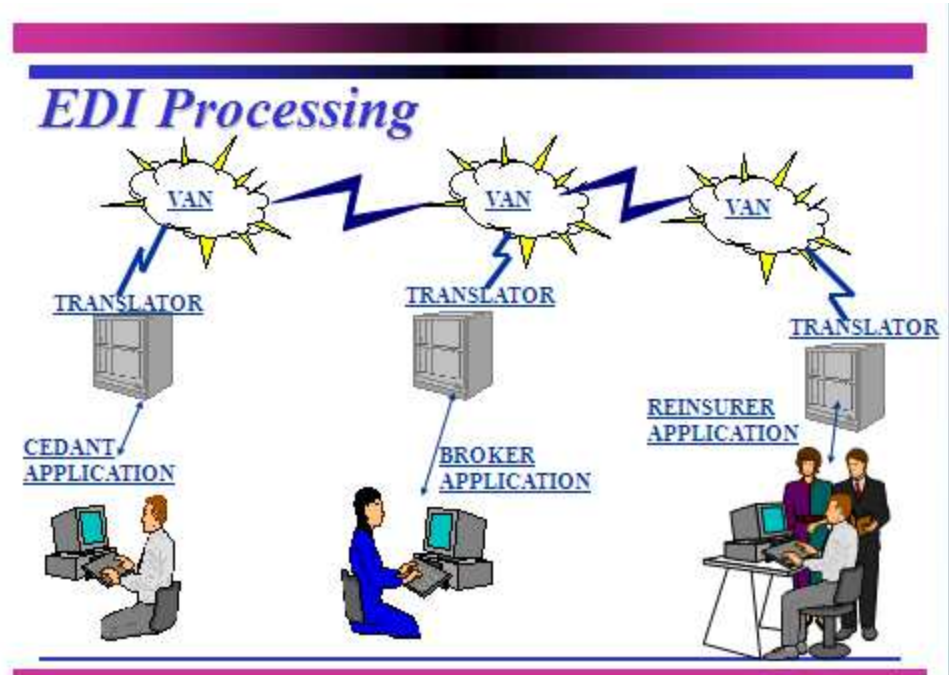 EDI Processing
VAN
VAN
VAN
TRANSLATOR
TRANSLATOR
TRANSLATOR
CEDANT
APPLICATION
BROKER
APPLICATION
REINSURER
APPLICATION